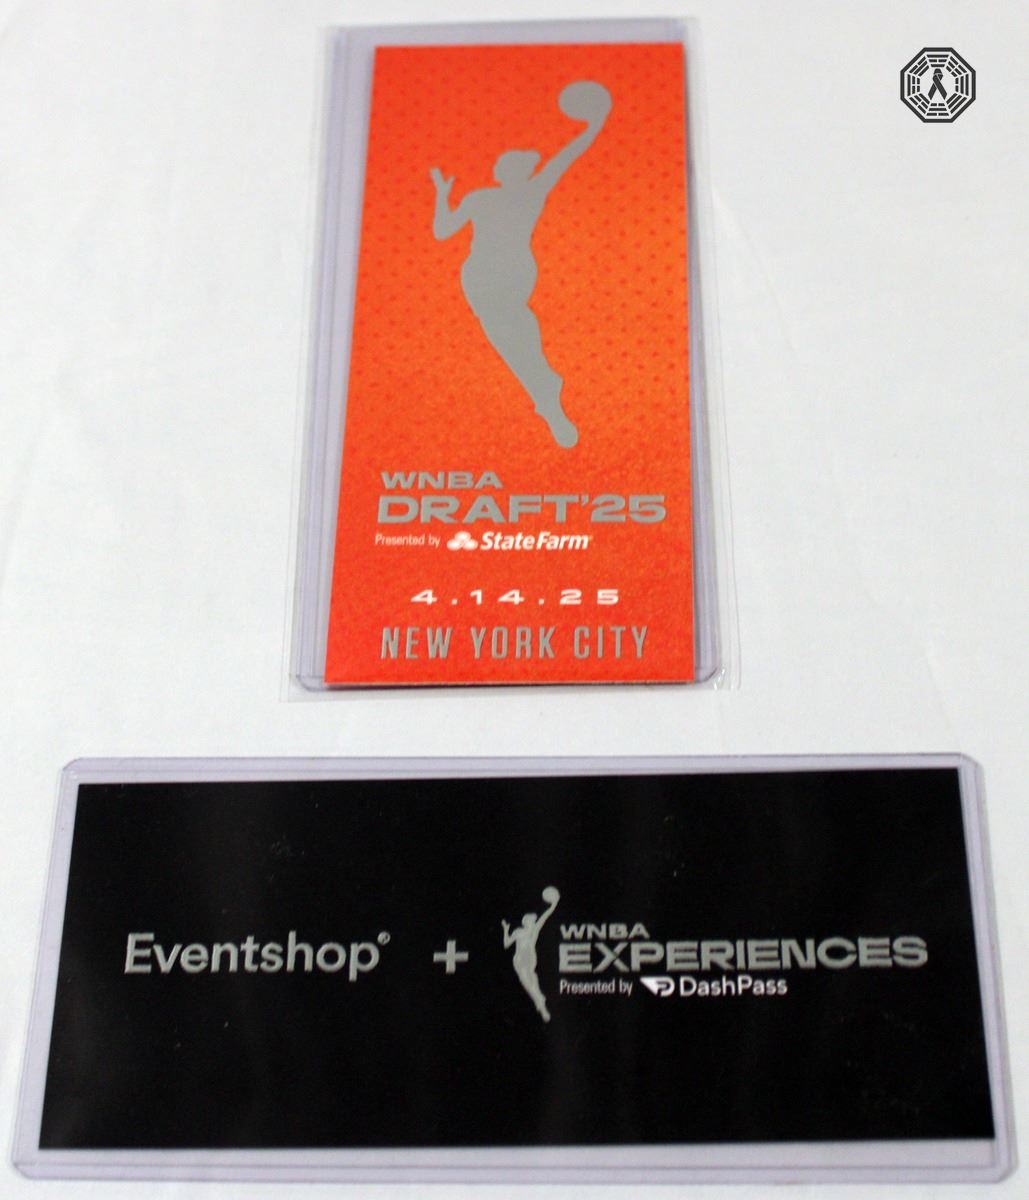 WNBA
DRAFT'25
Presented by StateFarm
4.14.25
NEW YORK CITY
Eventshop® + WNBA
EXPERIENCES
Presented by DashPass